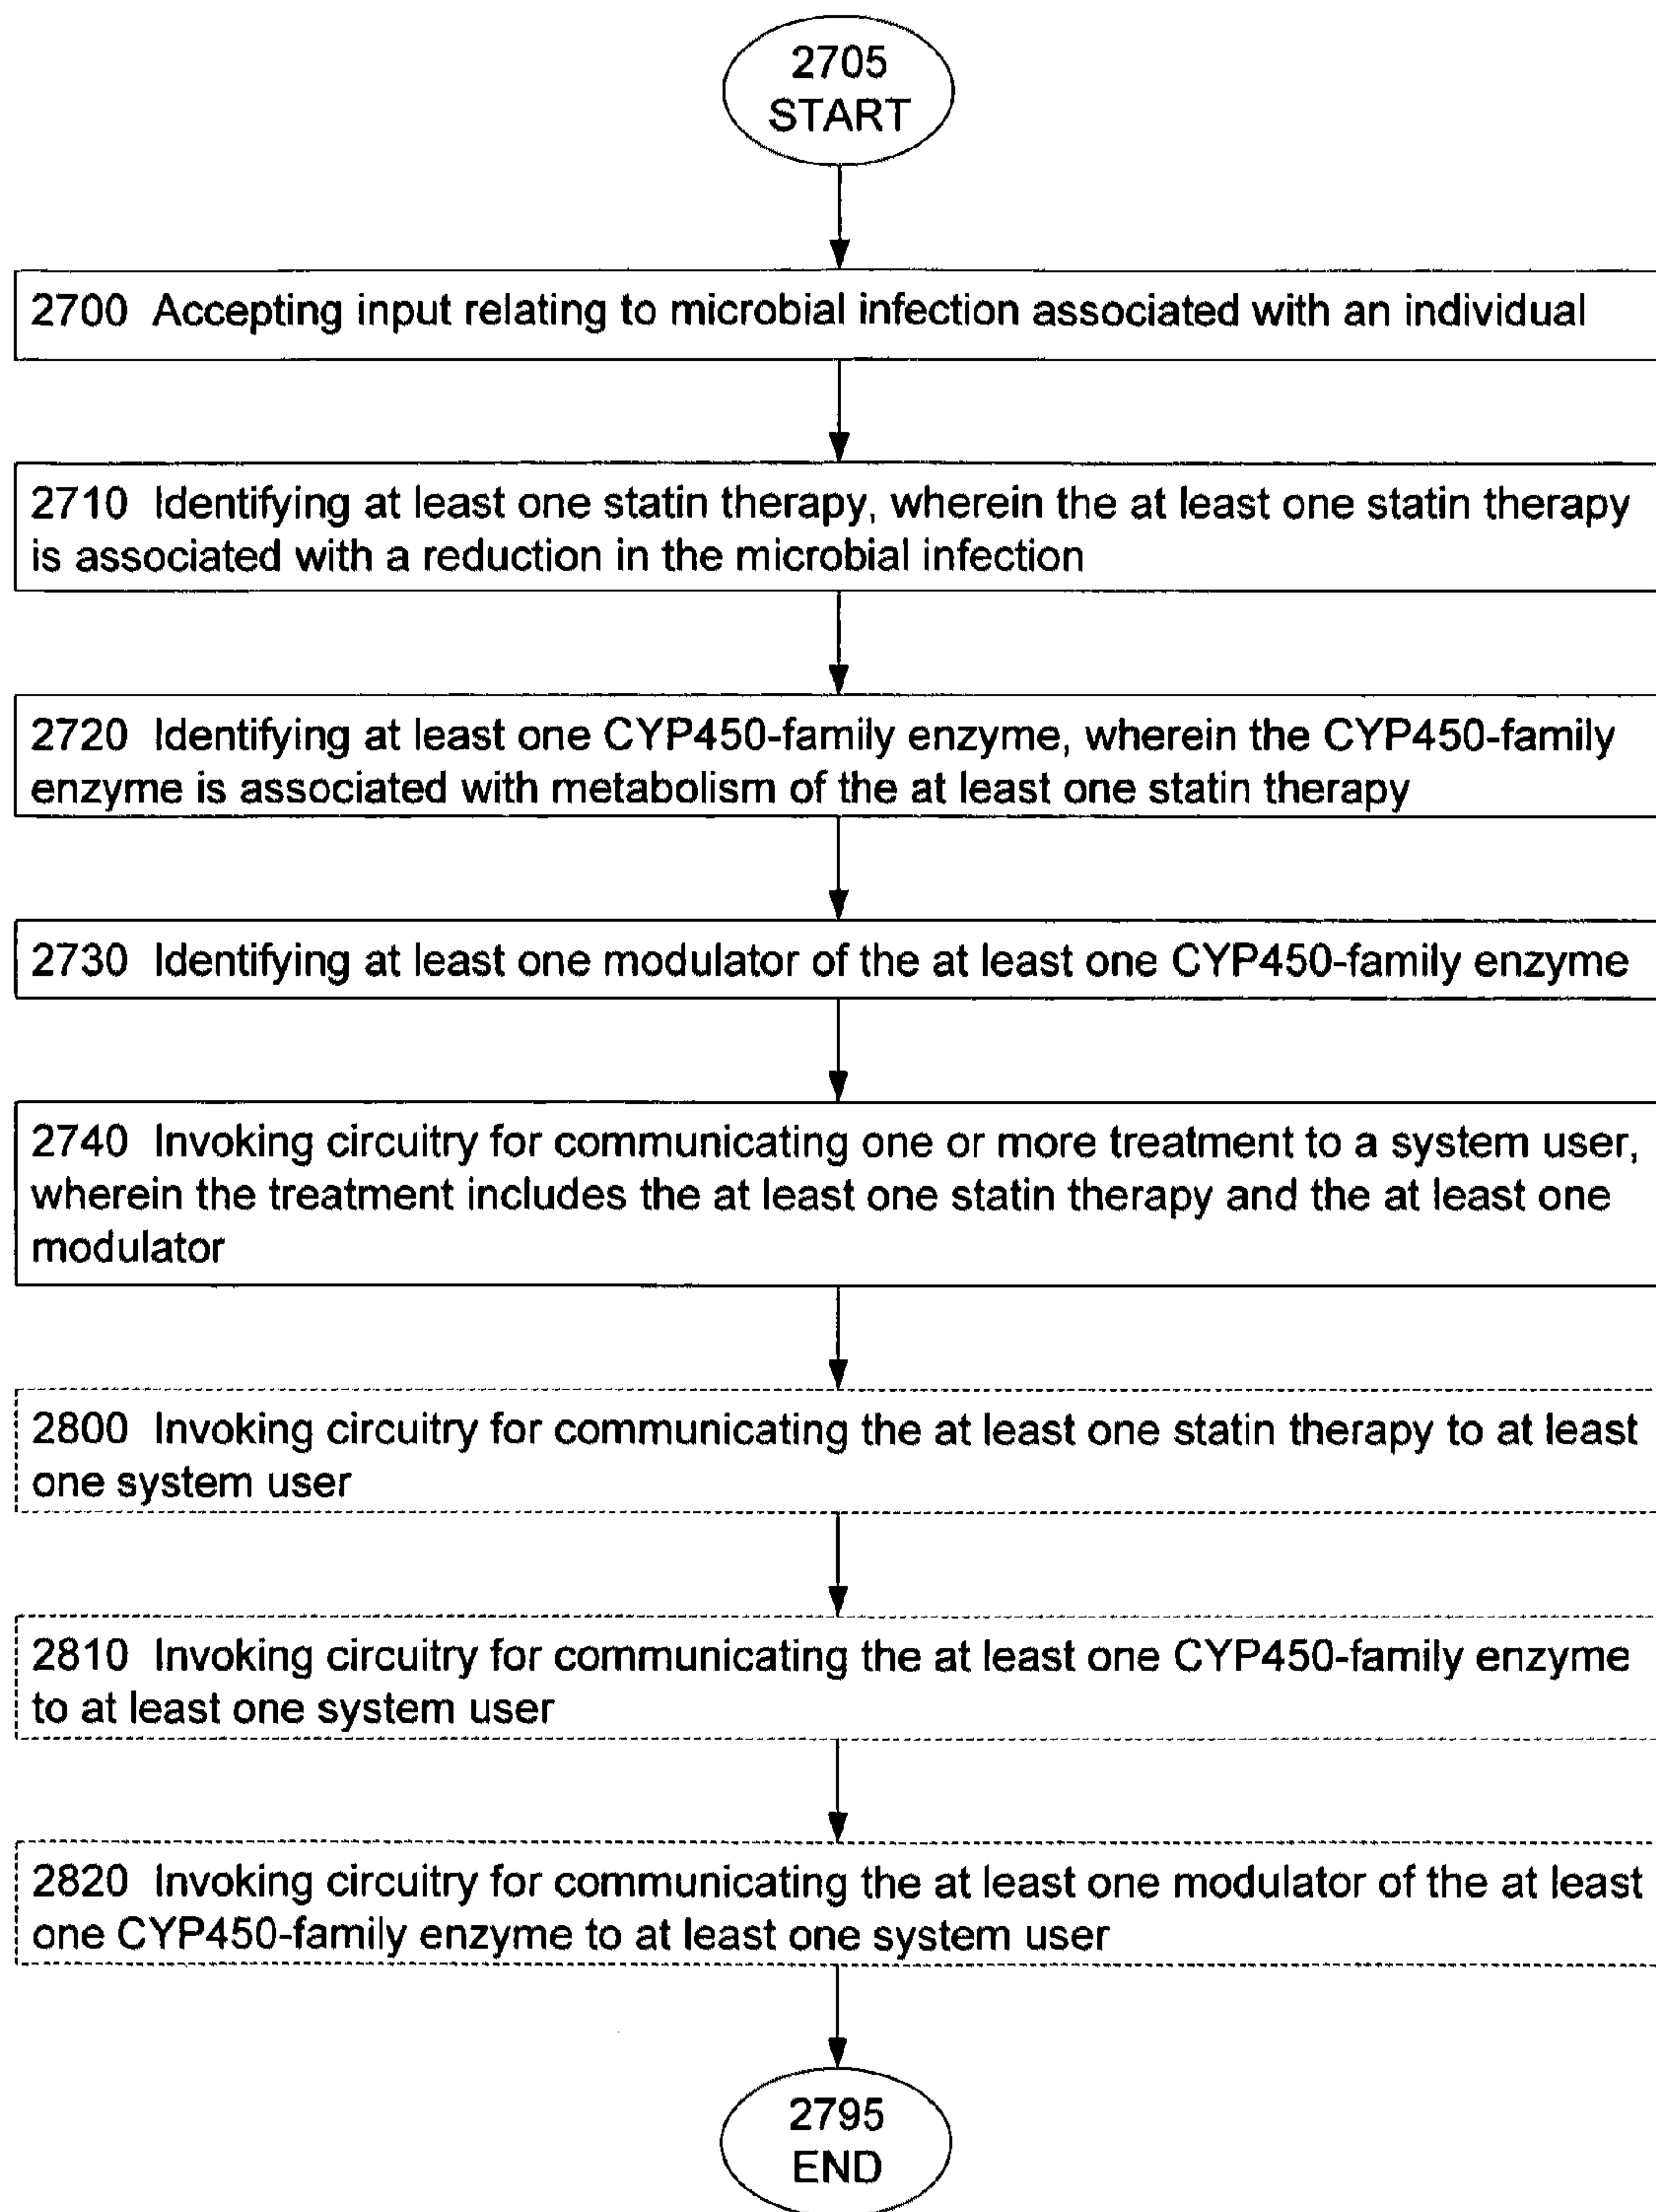 2705
START
2700 Accepting input relating to microbial infection associated with an individual
2710 Identifying at least one statin therapy, wherein the at least one statin therapy
is associated with a reduction in the microbial infection
2720 Identifying at least one CYP450-family enzyme, wherein the CYP450-family
enzyme is associated with metabolism of the at least one statin therapy
2730 Identifying at least one modulator of the at least one CYP450-family enzyme
2740 Invoking circuitry for communicating one or more treatment to a system user,
wherein the treatment includes the at least one statin therapy and the at least one
modulator
2800 Invoking circuitry for communicating the at least one statin therapy to at least
one system user
2810 Invoking circuitry for communicating the at least one CYP450-family enzyme
to at least one system user
2820 Invoking circuitry for communicating the at least one modulator of the at least
one CYP450-family enzyme to at least one system user
2795
END